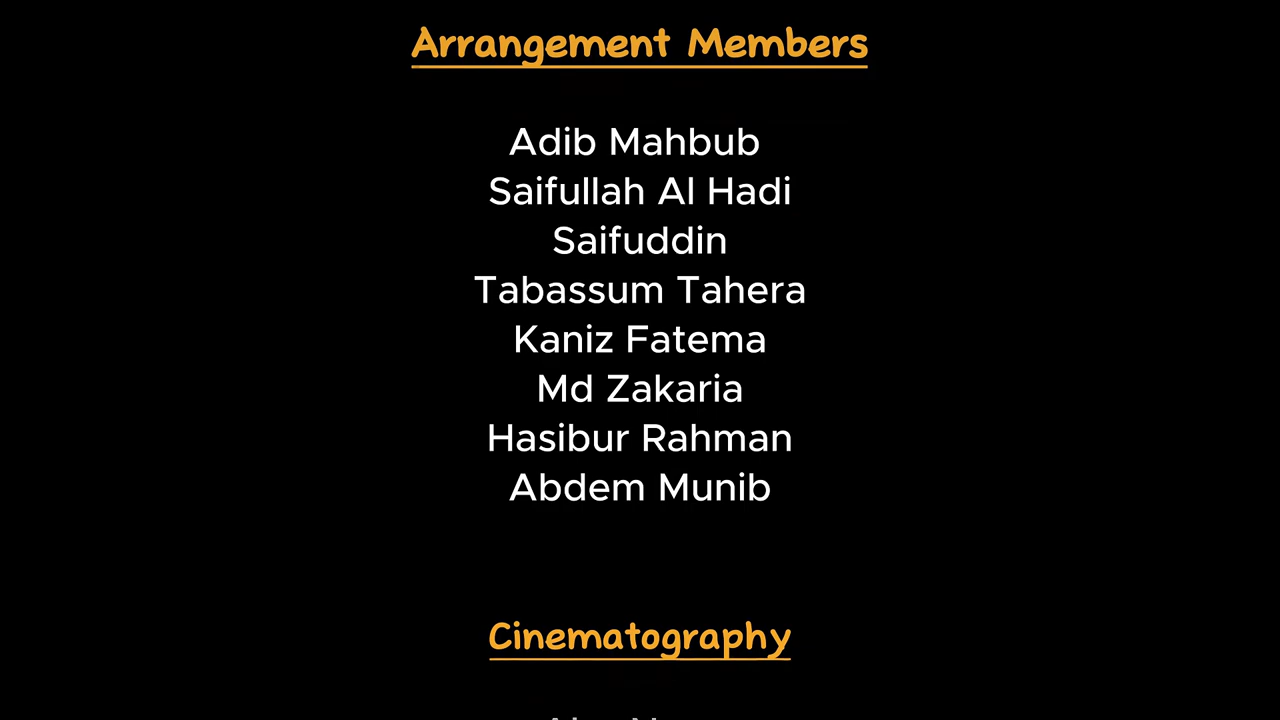 Arrangement Members
Adib Mahbub
Saifullah Al Hadi
Saifuddin
Tabassum Tahera
Kaniz Fatema
Md Zakaria
Hasibur Rahman
Abdem Munib
Cinematography